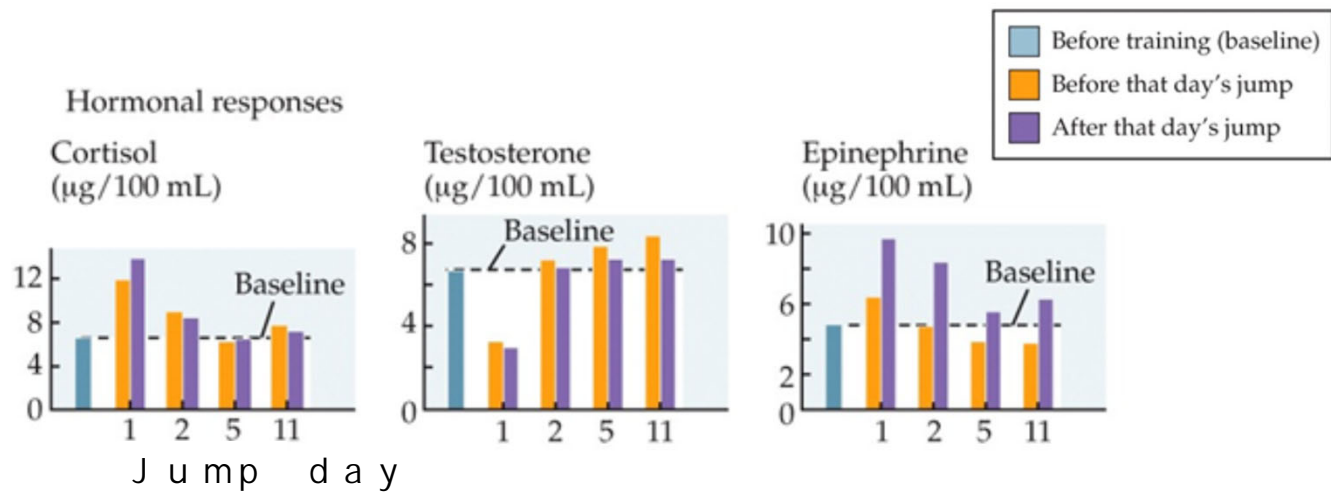 Before training (baseline)
Before that day's jump
After that day's jump
Hormonal responses
Cortisol
(μg/100 mL)
12
8
4
0
Baseline
1 2 5 11
Testosterone
(μg/100 mL)
8
4
0
Baseline
1 2 5 11
Epinephrine
(μg/100 mL)
10
6
2
0
Baseline
1 2 5 11
Jump day